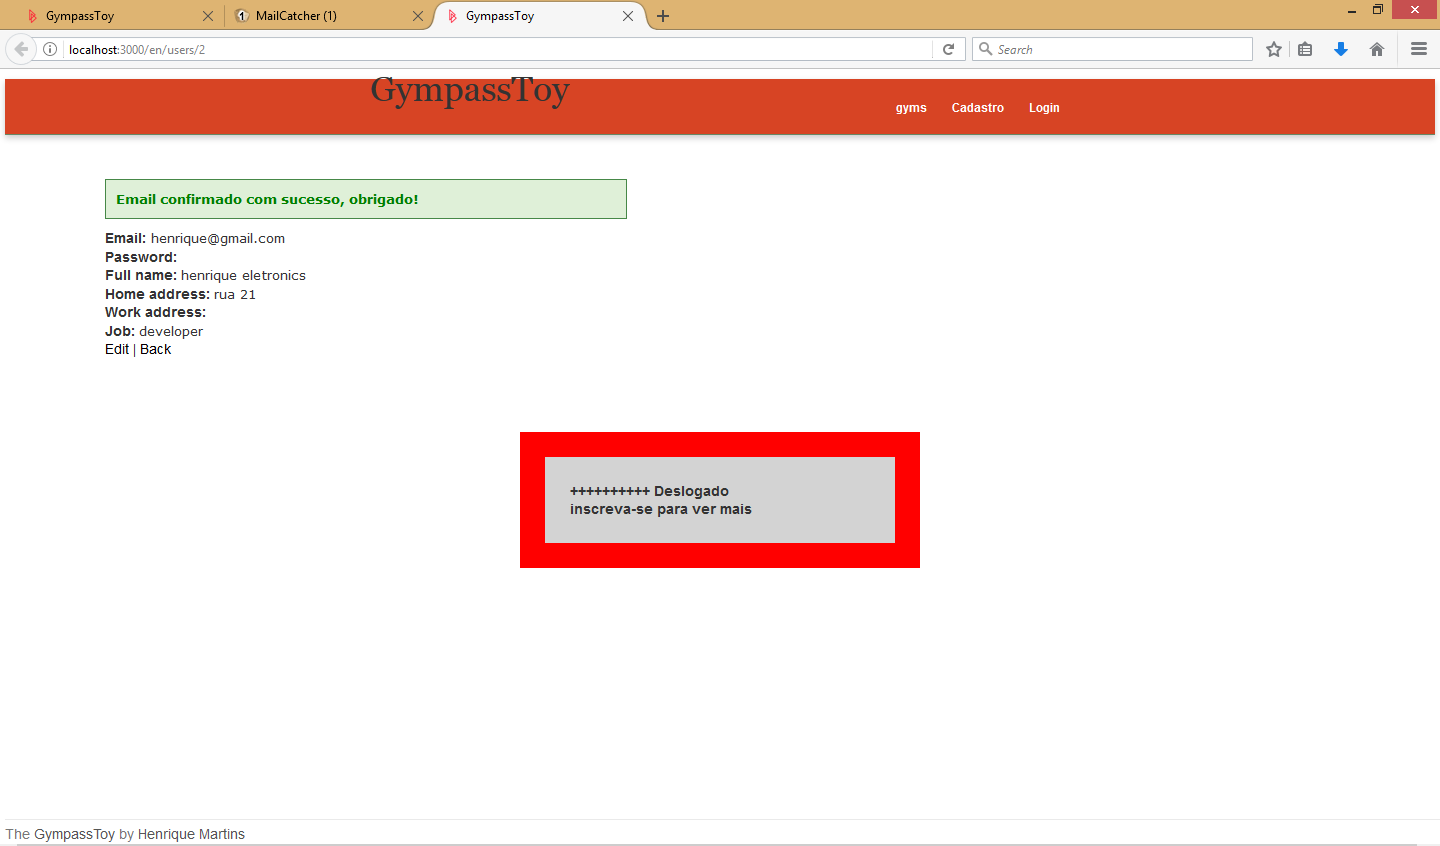 GympassToy
MailCatcher (1)
GympassToy
localhost:3000/en/users/2
Search
GympassToy
gyms Cadastro Login
Email confirmado com sucesso, obrigado!
Email: henrique@gmail.com
Password:
Full name: henrique eletronics
Home address: rua 21
Work address:
Job: developer
Edit | Back
++++++++++ Deslogado
inscreva-se para ver mais
The GympassToy by Henrique Martins